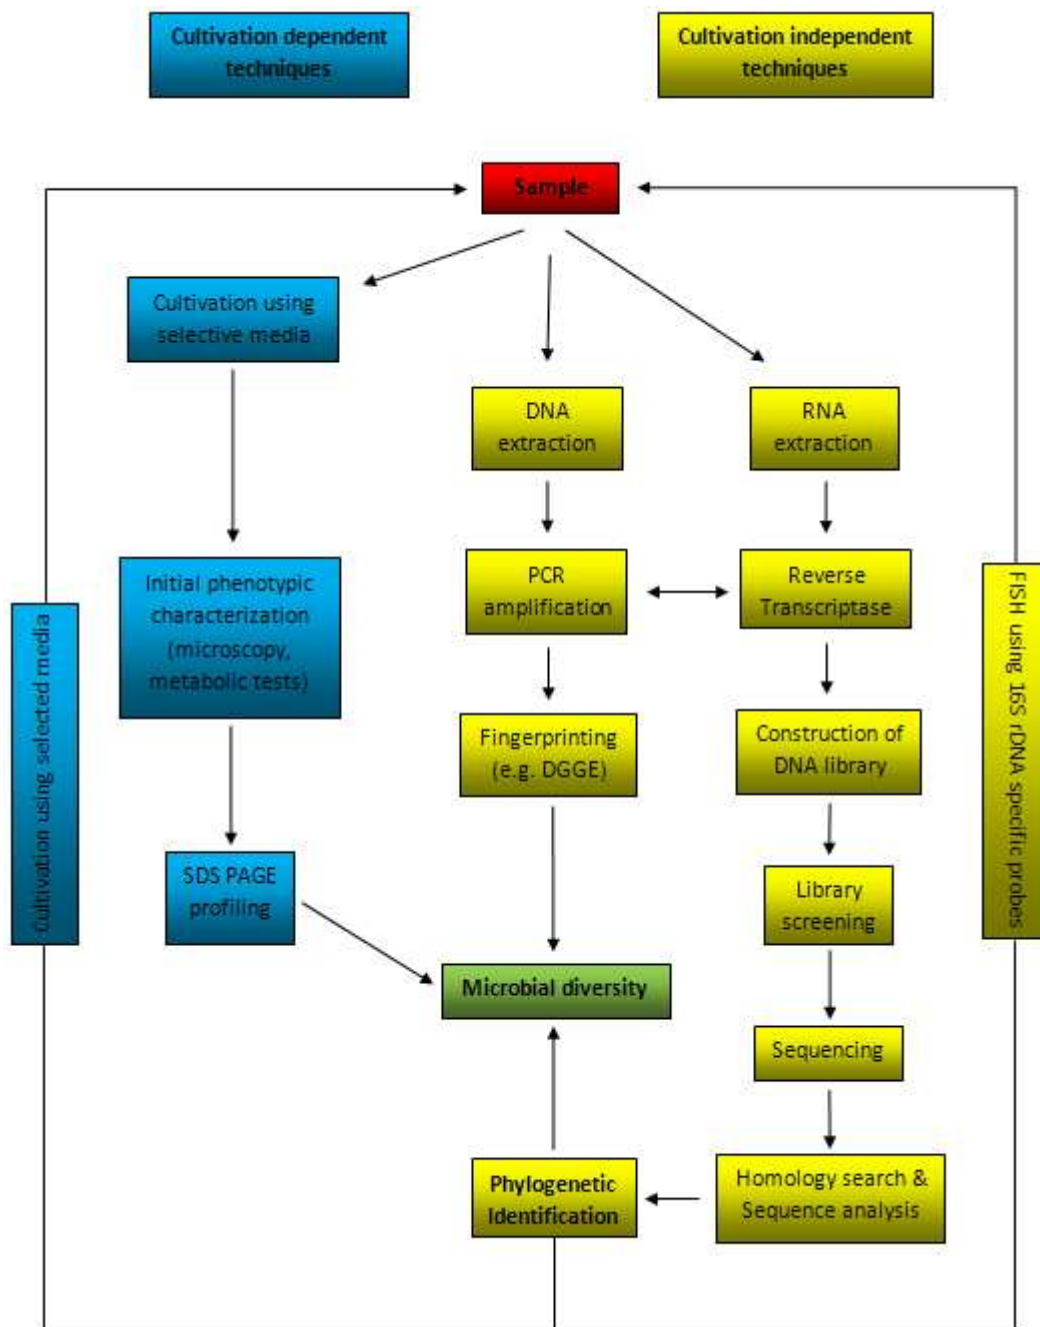 Cultivation dependent
techniques
Cultivation independent
techniques
Sample
Cultivation using
selective media
DNA
extraction
RNA
extraction
Initial phenotypic
characterization
(microscopy,
metabolic tests)
PCR
amplification
Reverse
Transcriptase
Cultivation using selected media
FISH using 16S rDNA specific probes
Fingerprinting
(e.g. DGGE)
Construction of
DNA library
SDS PAGE
profiling
Library
screening
Microbial diversity
Sequencing
Phylogenetic
Identification
Homology search &
Sequence analysis